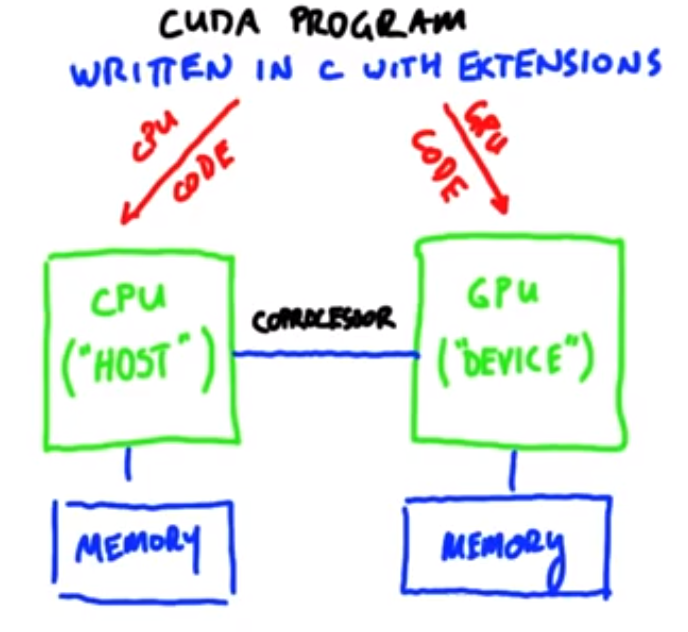 CUDA PROGRAM
WRITTEN IN C WITH EXTENSIONS
CPU
CODE
GPU
CODE
CPU
("HOST")
COPROCESSOR
GPU
("DEVICE")
MEMORY
MEMORY